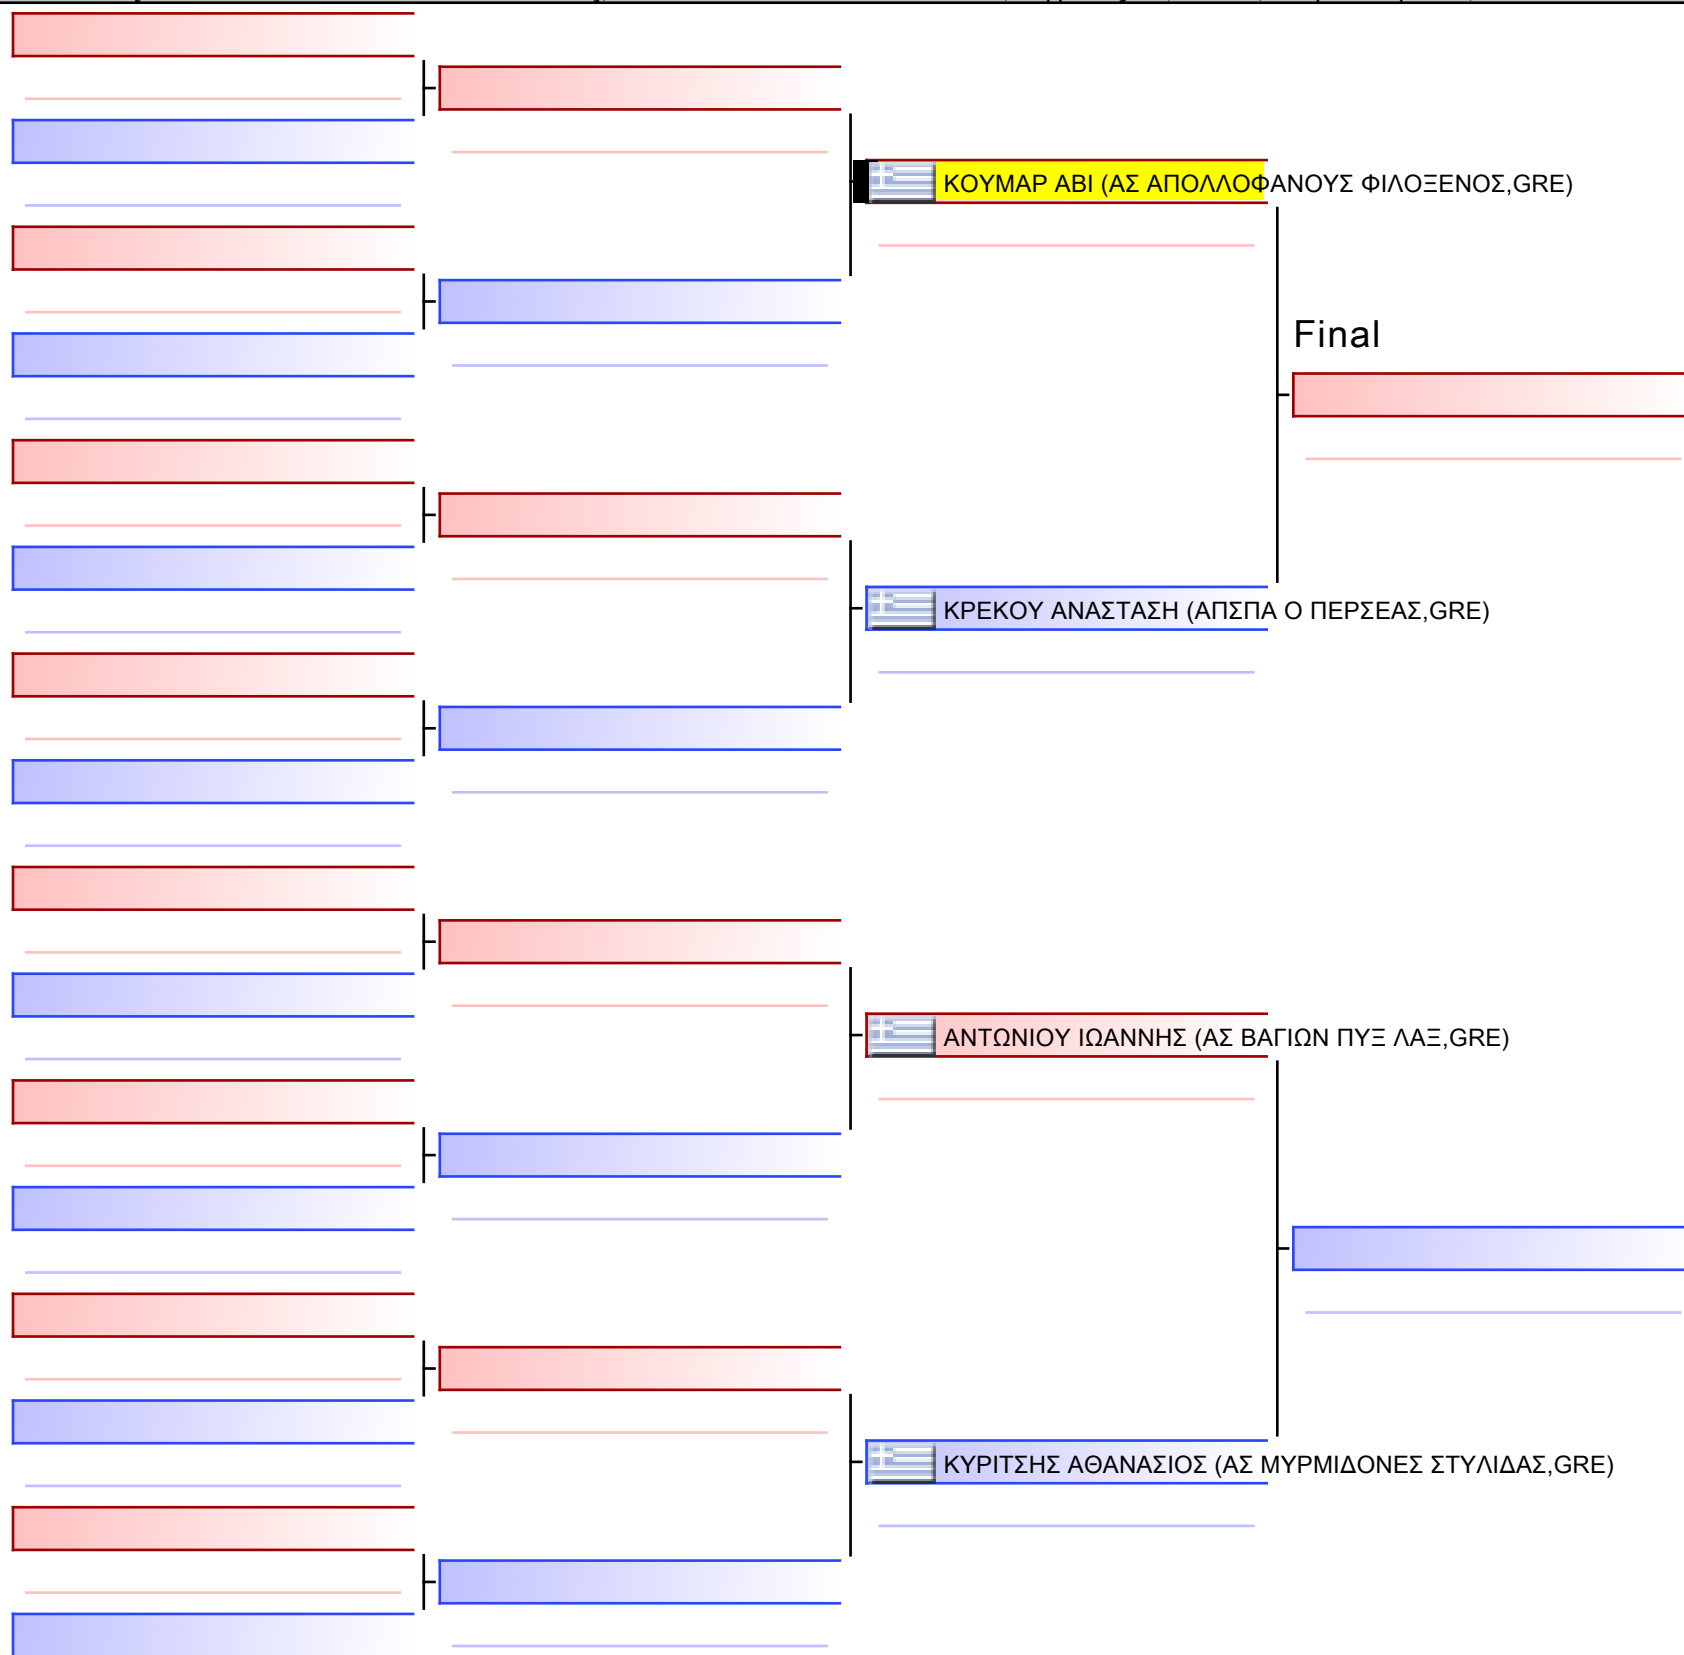 ΚΟΥΜΑΡ ΑΒΙ (ΑΣ ΑΠΟΛΛΟΦΑΝΟΥΣ ΦΙΛΟΞΕΝΟΣ,GRE)
Final
ΚΡΕΚΟΥ ΑΝΑΣΤΑΣΗ (ΑΠΣΠΑ Ο ΠΕΡΣΕΑΣ,GRE)
ΑΝΤΩΝΙΟΥ ΙΩΑΝΝΗΣ (ΑΣ ΒΑΓΙΩΝ ΠΥΞ ΛΑΞ,GRE)
ΚΥΡΙΤΣΗΣ ΑΘΑΝΑΣΙΟΣ (ΑΣ ΜΥΡΜΙΔΟΝΕΣ ΣΤΥΛΙΔΑΣ,GRE)